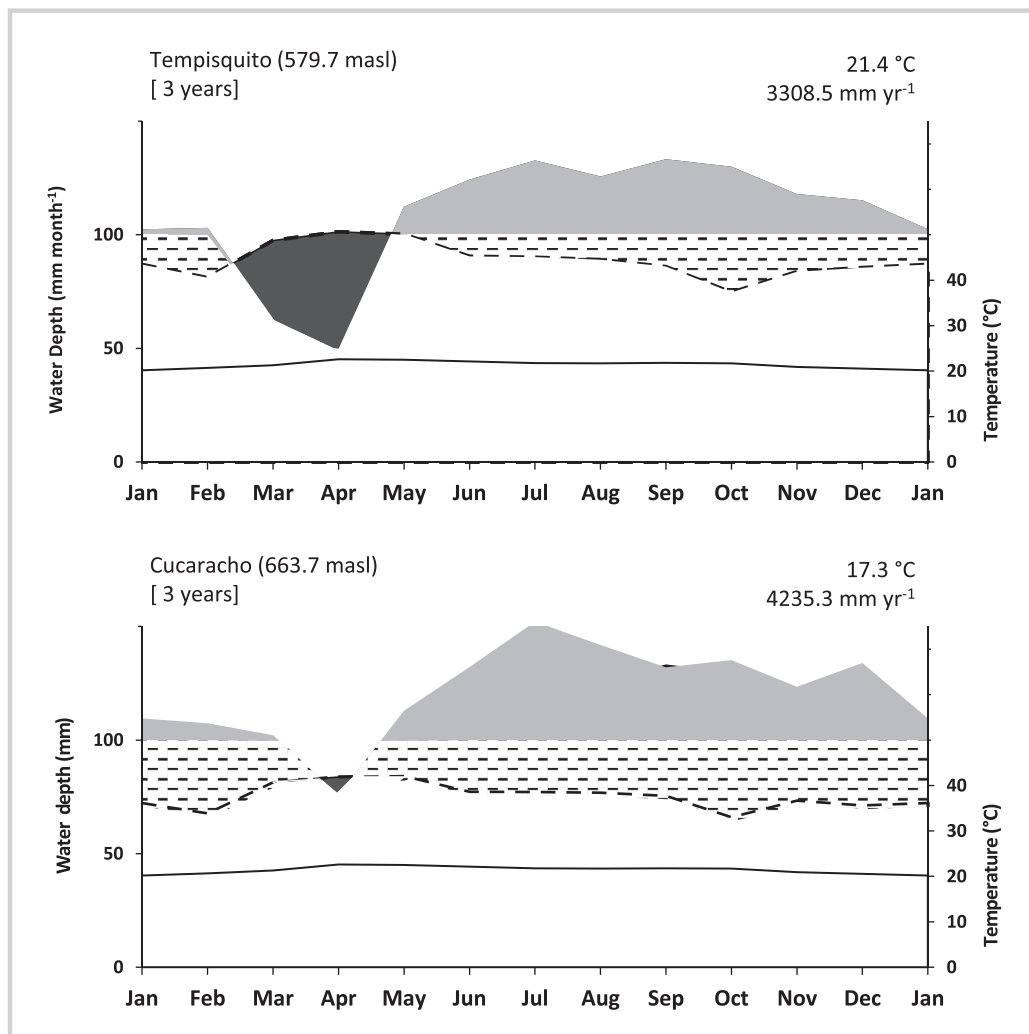 Tempisquito (579.7 masl)
[ 3 years]
21.4 °C
3308.5 mm yr-1
Water Depth (mm month-1)
100
50
0
40
30
20
10
0
Temperature (°C)
Jan Feb Mar Apr May Jun Jul Aug Sep Oct Nov Dec Jan
Cucaracho (663.7 masl)
[ 3 years]
17.3 °C
4235.3 mm yr-1
Water depth (mm)
100
50
0
40
30
20
10
0
Temperature (°C)
Jan Feb Mar Apr May Jun Jul Aug Sep Oct Nov Dec Jan